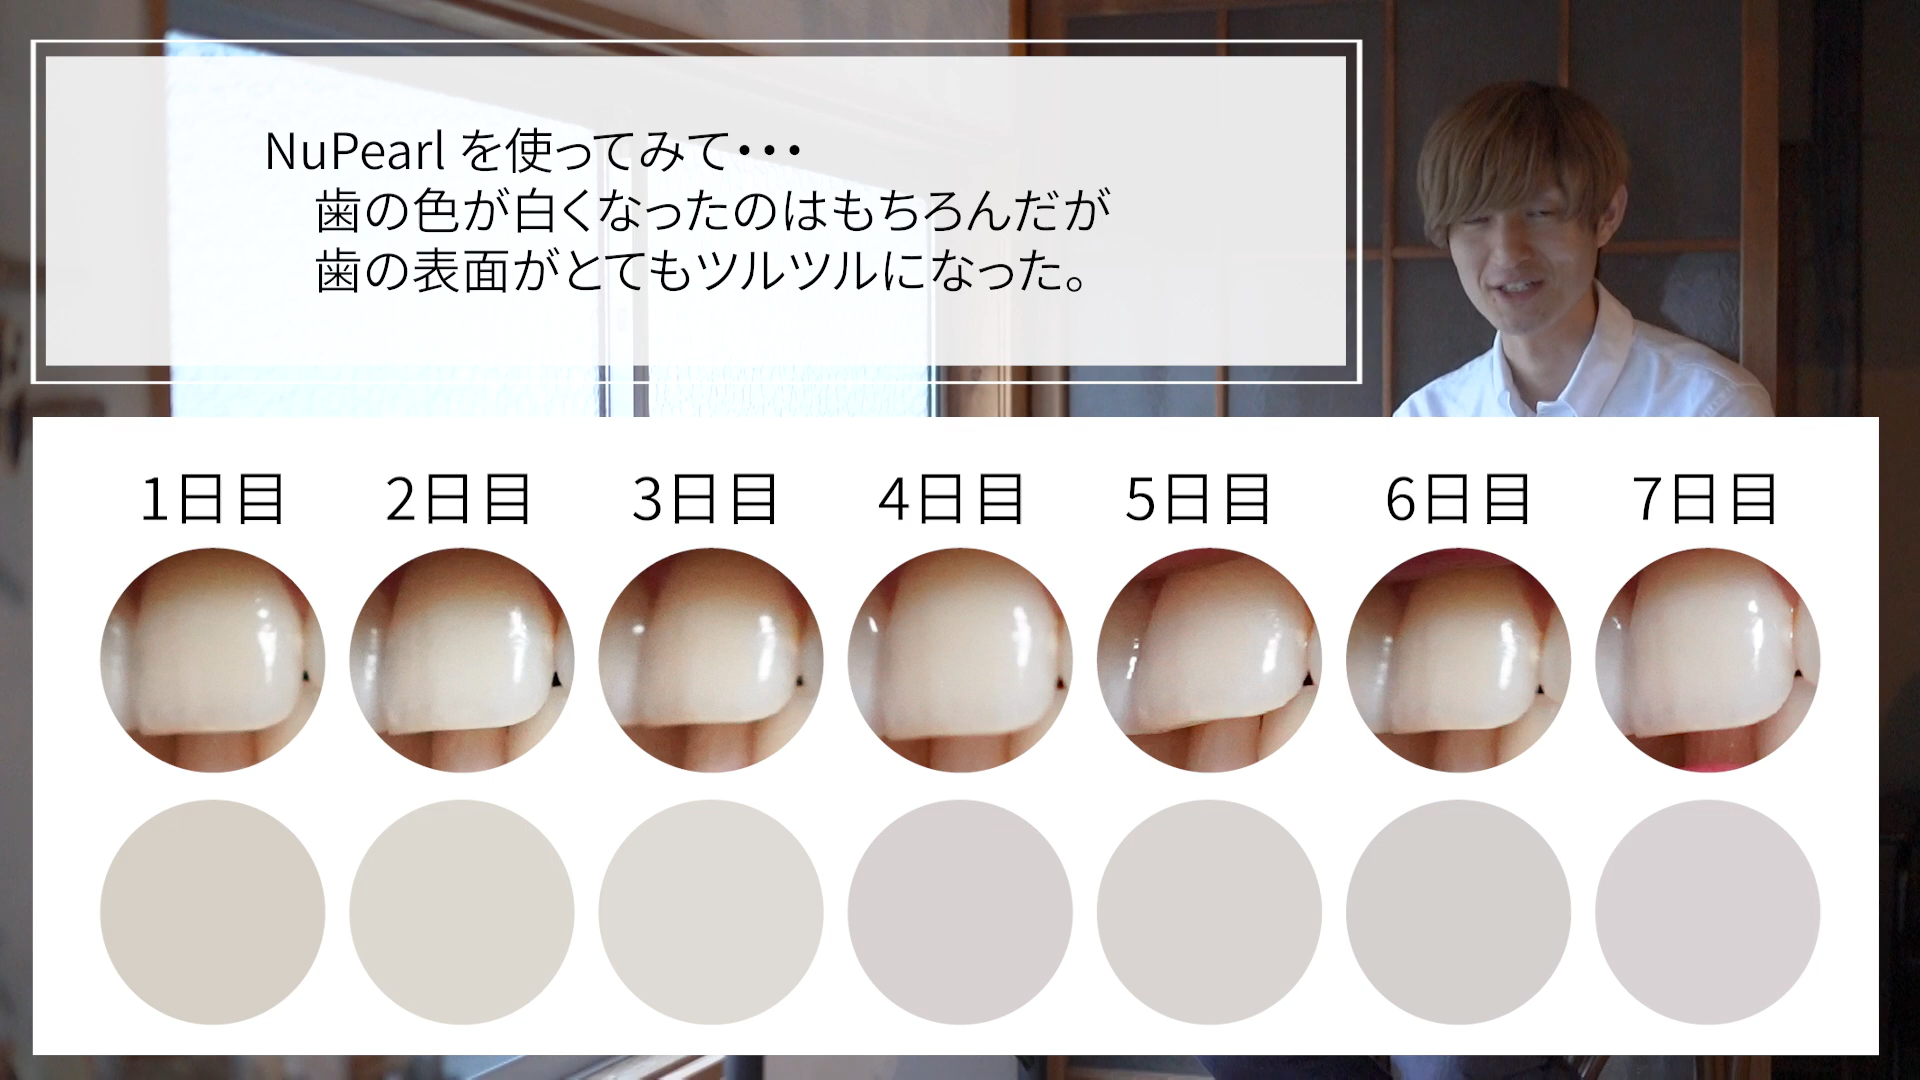 NuPearl を使ってみて・・・
歯の色が白くなったのはもちろんだが
歯の表面がとてもツルツルになった。
1日目 2日目 3日目 4日目 5日目 6日目 7日目